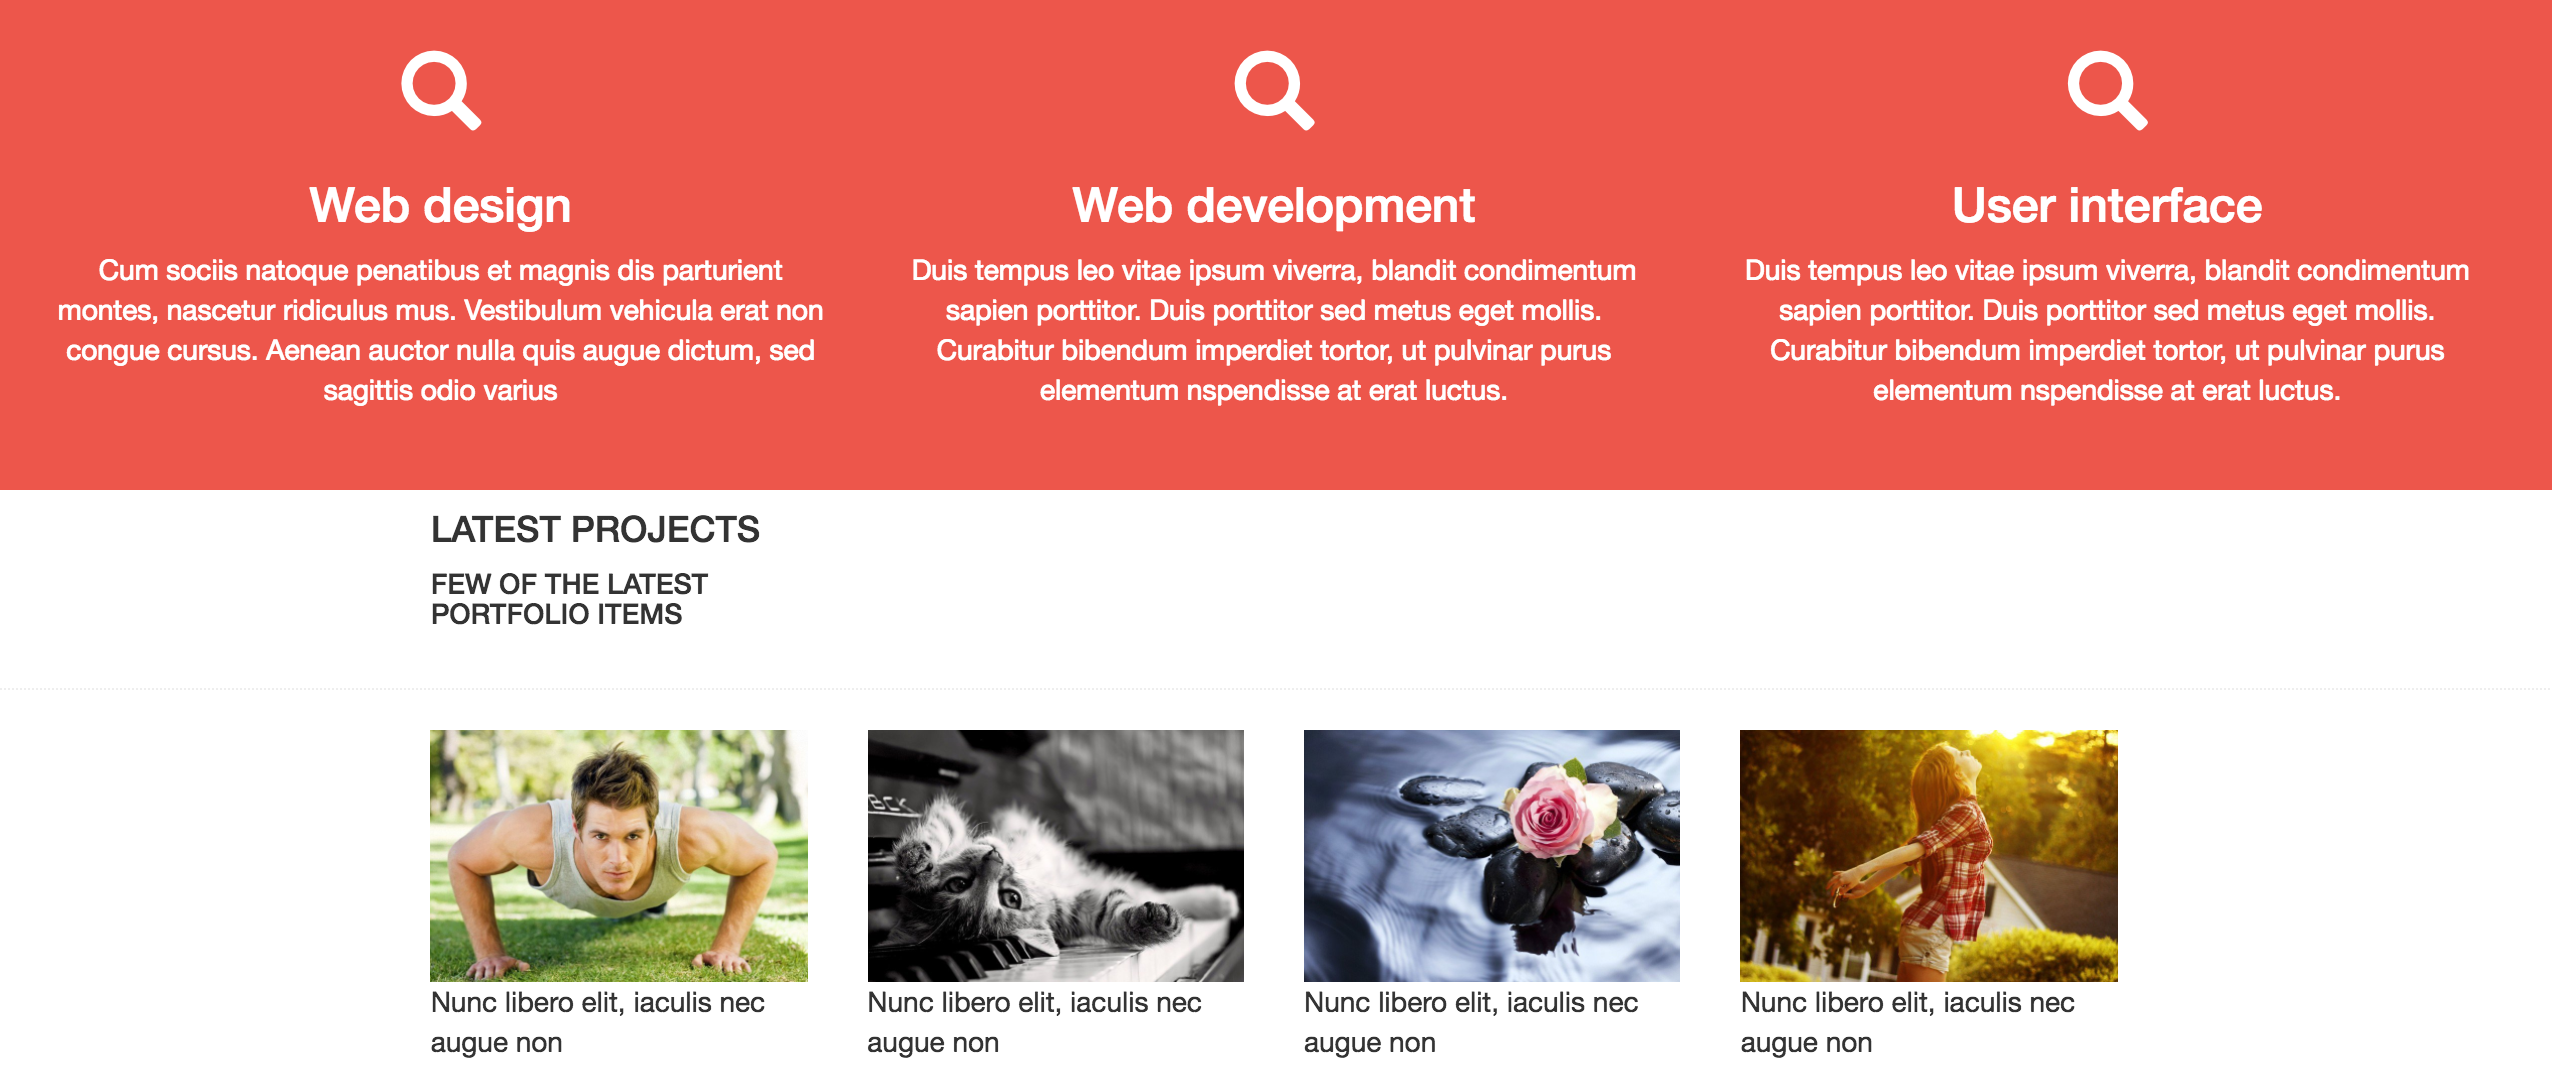 Web design
Cum sociis natoque penatibus et magnis dis parturient
montes, nascetur ridiculus mus. Vestibulum vehicula erat non
congue cursus. Aenean auctor nulla quis augue dictum, sed
sagittis odio varius
Web development
Duis tempus leo vitae ipsum viverra, blandit condimentum
sapien porttitor. Duis porttitor sed metus eget mollis.
Curabitur bibendum imperdiet tortor, ut pulvinar purus
elementum nspendisse at erat luctus.
User interface
Duis tempus leo vitae ipsum viverra, blandit condimentum
sapien porttitor. Duis porttitor sed metus eget mollis.
Curabitur bibendum imperdiet tortor, ut pulvinar purus
elementum nspendisse at erat luctus.
LATEST PROJECTS
FEW OF THE LATEST
PORTFOLIO ITEMS
Nunc libero elit, iaculis nec
augue non
Nunc libero elit, iaculis nec
augue non
Nunc libero elit, iaculis nec
augue non
Nunc libero elit, iaculis nec
augue non